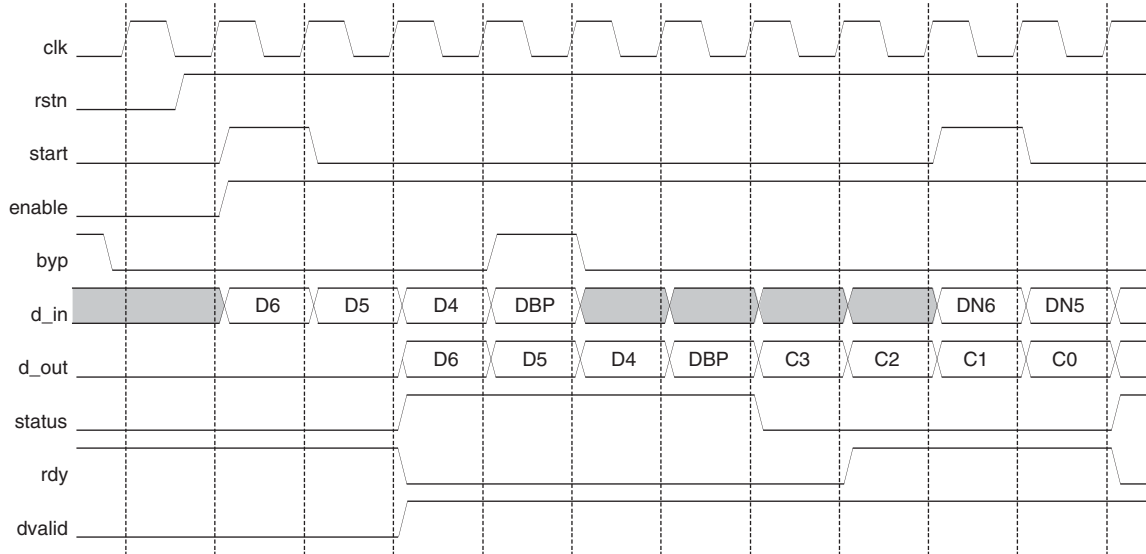 clk
rstn
start
enable
byp
d_in D6 D5 D4 DBP DN6 DN5
d_out D6 D5 D4 DBP C3 C2 C1 C0
status
rdy
dvalid